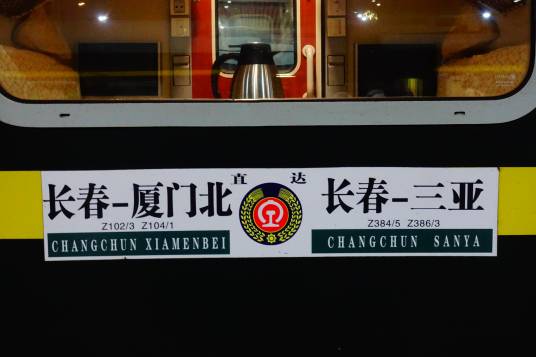 直达
长春-厦门北
Z102/3 Z104/1
CHANGCHUN XIAMENBEI
长春-三亚
Z384/5 Z386/3
CHANGCHUN SANYA